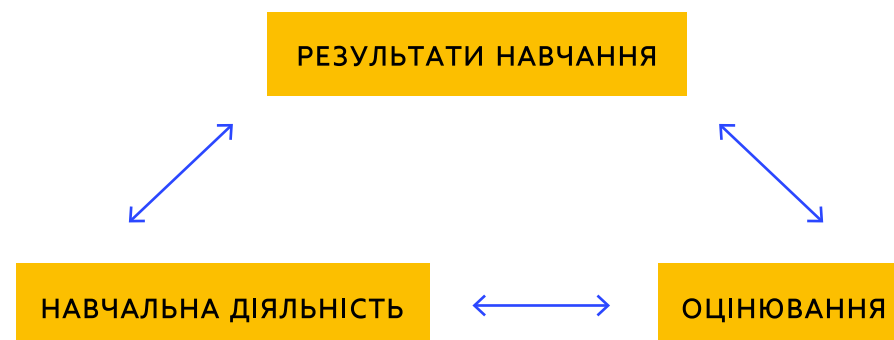 РЕЗУЛЬТАТИ НАВЧАННЯ
НАВЧАЛЬНА ДІЯЛЬНІСТЬ
ОЦІНЮВАННЯ